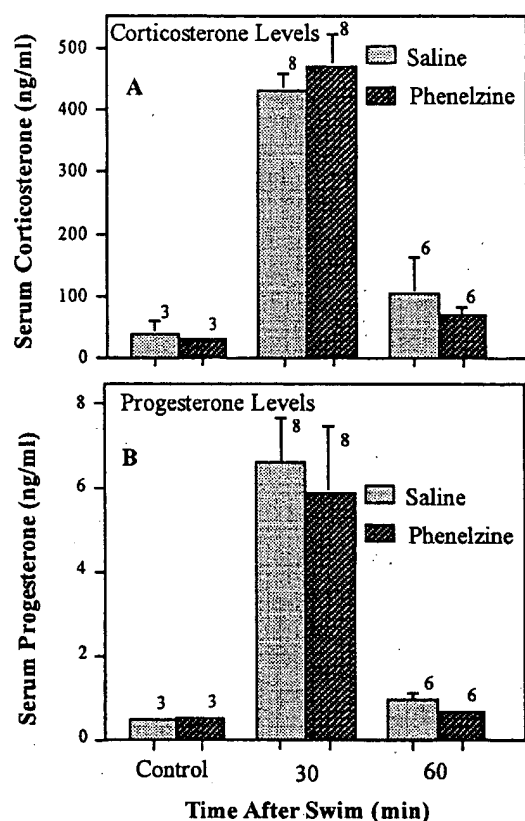 Corticosterone Levels
A
Saline
Phenelzine
Serum Corticosterone (ng/ml)
500
400
300
200
100
0
3
3
8
8
6
6
Progesterone Levels
B
Saline
Phenelzine
Serum Progesterone (ng/ml)
8
6
4
2
0
3
3
8
8
6
6
Control
30
60
Time After Swim (min)